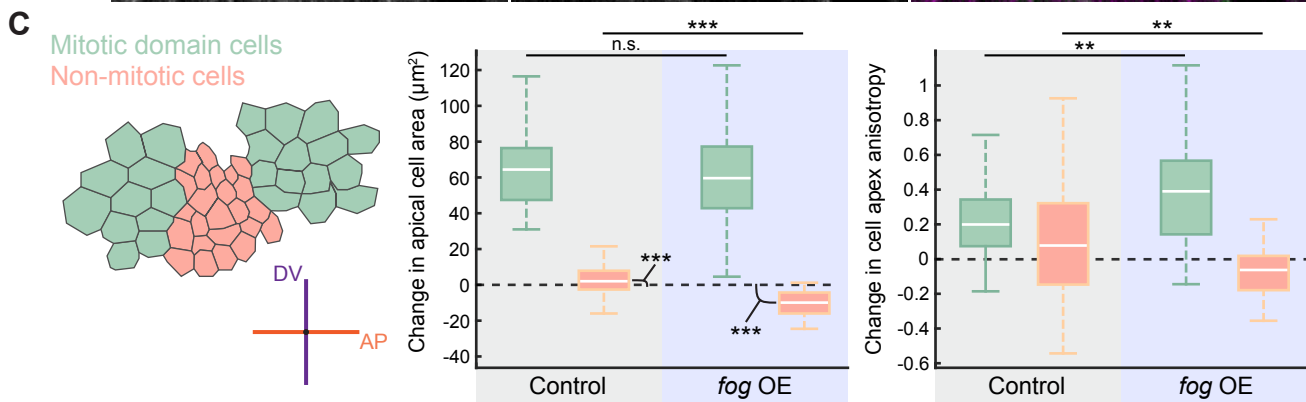 C
Mitotic domain cells
Non-mitotic cells
DV
AP
Change in apical cell area (µm²)
120
100
80
60
40
20
0
-20
-40
***
n.s.
***
***
Control
fog OE
Change in cell apex anisotropy
1
0.8
0.6
0.4
0.2
0
-0.2
-0.4
-0.6
**
**
Control
fog OE